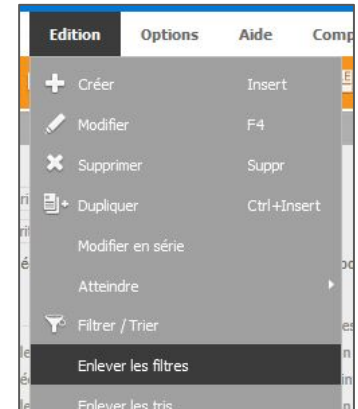 Edition Options Aide Comp
Créer Insert
Modifier F4
Supprimer Suppr
Dupliquer Ctrl+Insert
Modifier en série
Atteindre
Filtrer / Trier
Enlever les filtres
Enlever les tris